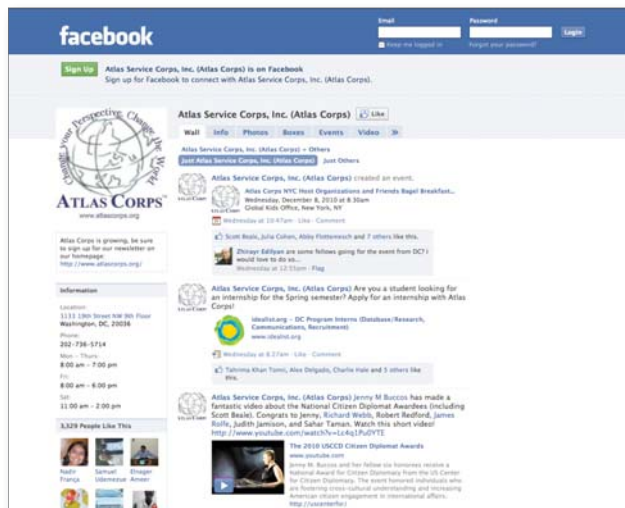 facebook
Email
Password
Keep me logged in
Forgot your password?
Login
Sign Up
Atlas Service Corps, Inc. (Atlas Corps) is on Facebook
Sign up for Facebook to connect with Atlas Service Corps, Inc. (Atlas Corps).
Change your Perspective. Change the World
ATLAS CORPS
www.atlascorps.org
Atlas Corps is growing, be sure
to sign up for our newsletter on
our homepage:
http://www.atlascorps.org/
Information
Location:
1133 19th Street NW 9th Floor
Washington, DC, 20036
Phone:
202-736-5714
Mon - Thurs:
8:00 am - 7:00 pm
Fri:
8:00 am - 6:00 pm
Sat:
11:00 am - 2:00 pm
3,329 People Like This
Nadir
França
Samuel
Udemezue
Elnager
Ameer
Atlas Service Corps, Inc. (Atlas Corps) Like
Wall Info Photos Boxes Events Video »
Atlas Service Corps, Inc. (Atlas Corps) + Others
Just Atlas Service Corps, Inc. (Atlas Corps) Just Others
Atlas Service Corps, Inc. (Atlas Corps) created an event.
Atlas Corps NYC Host Organizations and Friends Bagel Breakfast...
Wednesday, December 8, 2010 at 8:30am
Global Kids Office, New York, NY
Wednesday at 10:47am · Like · Comment
Scott Beale, Julia Cohen, Abby Flottemesch and 7 others like this.
Zhirayr Edilyan are some fellows going for the event from DC? I
would love to do so...
Wednesday at 12:55pm · Flag
Atlas Service Corps, Inc. (Atlas Corps) Are you a student looking for
an internship for the Spring semester? Apply for an internship with Atlas
Corps!
idealist.org - DC Program Interns (Database/Research,
Communications, Recruitment)
www.idealist.org
Wednesday at 8:27am · Like · Comment
Tahrima Khan Tomii, Alex Delgado, Charlie Hale and 5 others like
this.
Atlas Service Corps, Inc. (Atlas Corps) Jenny M Buccos has made a
fantastic video about the National Citizen Diplomat Awardees (including
Scott Beale). Congrats to Jenny, Richard Webb, Robert Redford, James
Rolfe, Judith Jamison, and Sahar Taman. Watch this short video!
http://www.youtube.com/watch?v=Lc4q1Pu0YTE
The 2010 USCCD Citizen Diplomat Awards
www.youtube.com
Jenny M. Buccos and her fellow six honorees receive a
National Award for Citizen Diplomacy from the US Center
for Citizen Diplomacy. The event honored individuals who
are fostering cross-cultural understanding and increasing
American citizen engagement in international affairs.
http://uscenterfor/